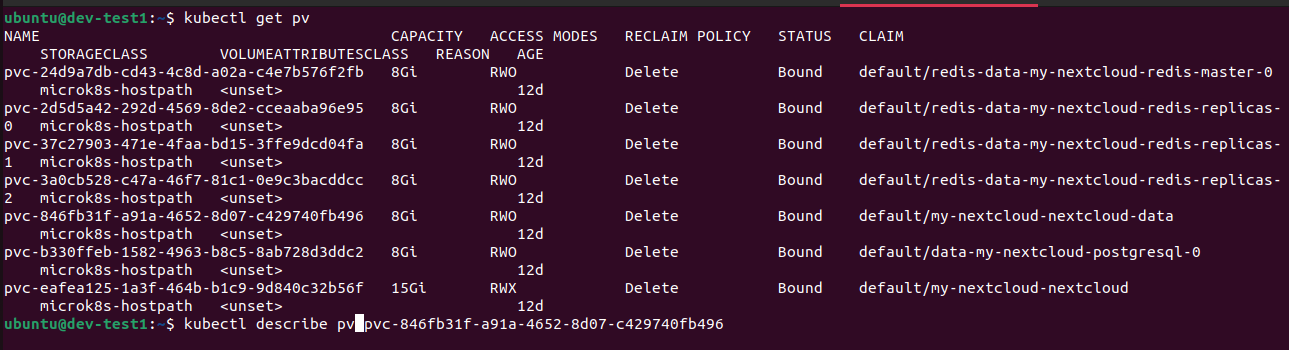 ubuntu@dev-test1:~$ kubectl get pv
NAME                                       CAPACITY   ACCESS MODES   RECLAIM POLICY   STATUS   CLAIM
    STORAGECLASS        VOLUMEATTRIBUTESCLASS   REASON   AGE
pvc-24d9a7db-cd43-4c8d-a02a-c4e7b576f2fb   8Gi        RWO            Delete           Bound    default/redis-data-my-nextcloud-redis-master-0
    microk8s-hostpath   <unset>                          12d
pvc-2d5d5a42-292d-4569-8de2-cceaaba96e95   8Gi        RWO            Delete           Bound    default/redis-data-my-nextcloud-redis-replicas-
0   microk8s-hostpath   <unset>                          12d
pvc-37c27903-471e-4faa-bd15-3ffe9dcd04fa   8Gi        RWO            Delete           Bound    default/redis-data-my-nextcloud-redis-replicas-
1   microk8s-hostpath   <unset>                          12d
pvc-3a0cb528-c47a-46f7-81c1-0e9c3bacddcc   8Gi        RWO            Delete           Bound    default/redis-data-my-nextcloud-redis-replicas-
2   microk8s-hostpath   <unset>                          12d
pvc-846fb31f-a91a-4652-8d07-c429740fb496   8Gi        RWO            Delete           Bound    default/my-nextcloud-nextcloud-data
    microk8s-hostpath   <unset>                          12d
pvc-b330ffeb-1582-4963-b8c5-8ab728d3ddc2   8Gi        RWO            Delete           Bound    default/data-my-nextcloud-postgresql-0
    microk8s-hostpath   <unset>                          12d
pvc-eafea125-1a3f-464b-b1c9-9d840c32b56f   15Gi       RWX            Delete           Bound    default/my-nextcloud-nextcloud
    microk8s-hostpath   <unset>                          12d
ubuntu@dev-test1:~$ kubectl describe pv pvc-846fb31f-a91a-4652-8d07-c429740fb496